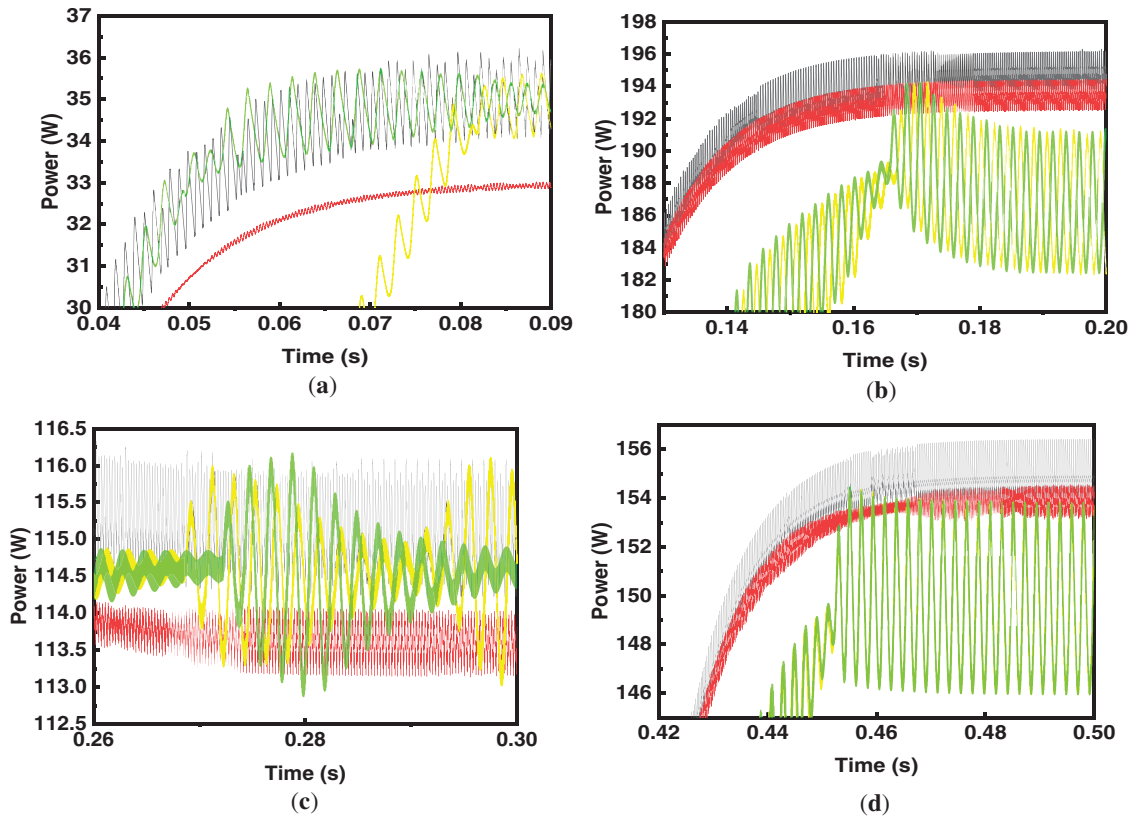 37
36
35
34
33
32
31
30
Power (W)
0.04 0.05 0.06 0.07 0.08 0.09
Time (s)
(a)
198
196
194
192
190
188
186
184
182
180
Power (W)
0.14 0.16 0.18 0.20
Time (s)
(b)
116.5
116.0
115.5
115.0
114.5
114.0
113.5
113.0
112.5
Power (W)
0.26 0.28 0.30
Time (s)
(c)
156
154
152
150
148
146
Power (W)
0.42 0.44 0.46 0.48 0.50
Time (s)
(d)